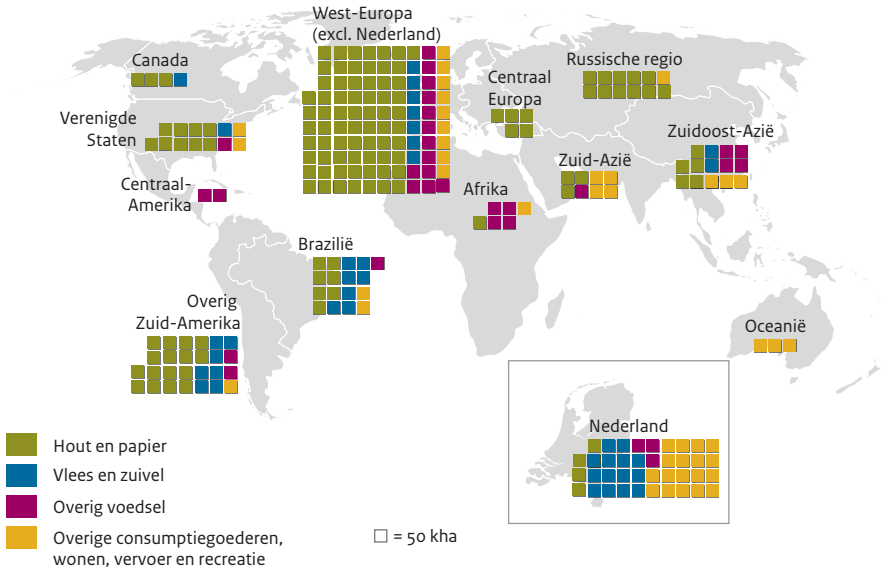 West-Europa
(excl. Nederland)
Canada
Russische regio
Centraal
Europa
Verenigde
Staten
Zuidoost-Azië
Zuid-Azië
Centraal-
Amerika
Afrika
Brazilië
Overig
Zuid-Amerika
Oceanië
Nederland
Hout en papier
Vlees en zuivel
Overig voedsel
Overige consumptiegoederen,
wonen, vervoer en recreatie
= 50 kha